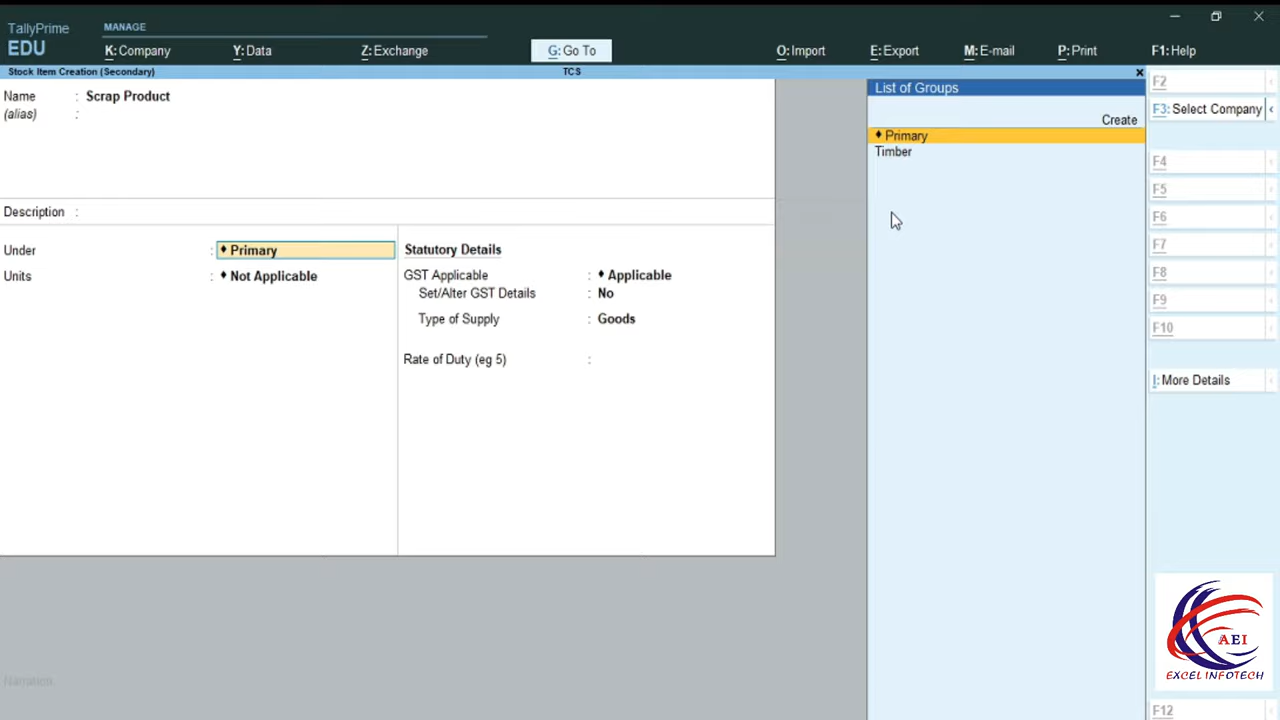 TallyPrime
EDU
MANAGE
K: Company
Y: Data
Z: Exchange
G: Go To
O: Import
E: Export
M: E-mail
P: Print
F1: Help
Stock Item Creation (Secondary)
TCS
Name : Scrap Product
(alias) :
Description :
Under : ♦ Primary
Units : ♦ Not Applicable
Statutory Details
GST Applicable : ♦ Applicable
Set/Alter GST Details : No
Type of Supply : Goods
Rate of Duty (eg 5) :
Narration:
List of Groups
Create
♦ Primary
Timber
F2
F3: Select Company
F4
F5
F6
F7
F8
F9
F10
I: More Details
AEI
EXCEL INFOTECH
F12